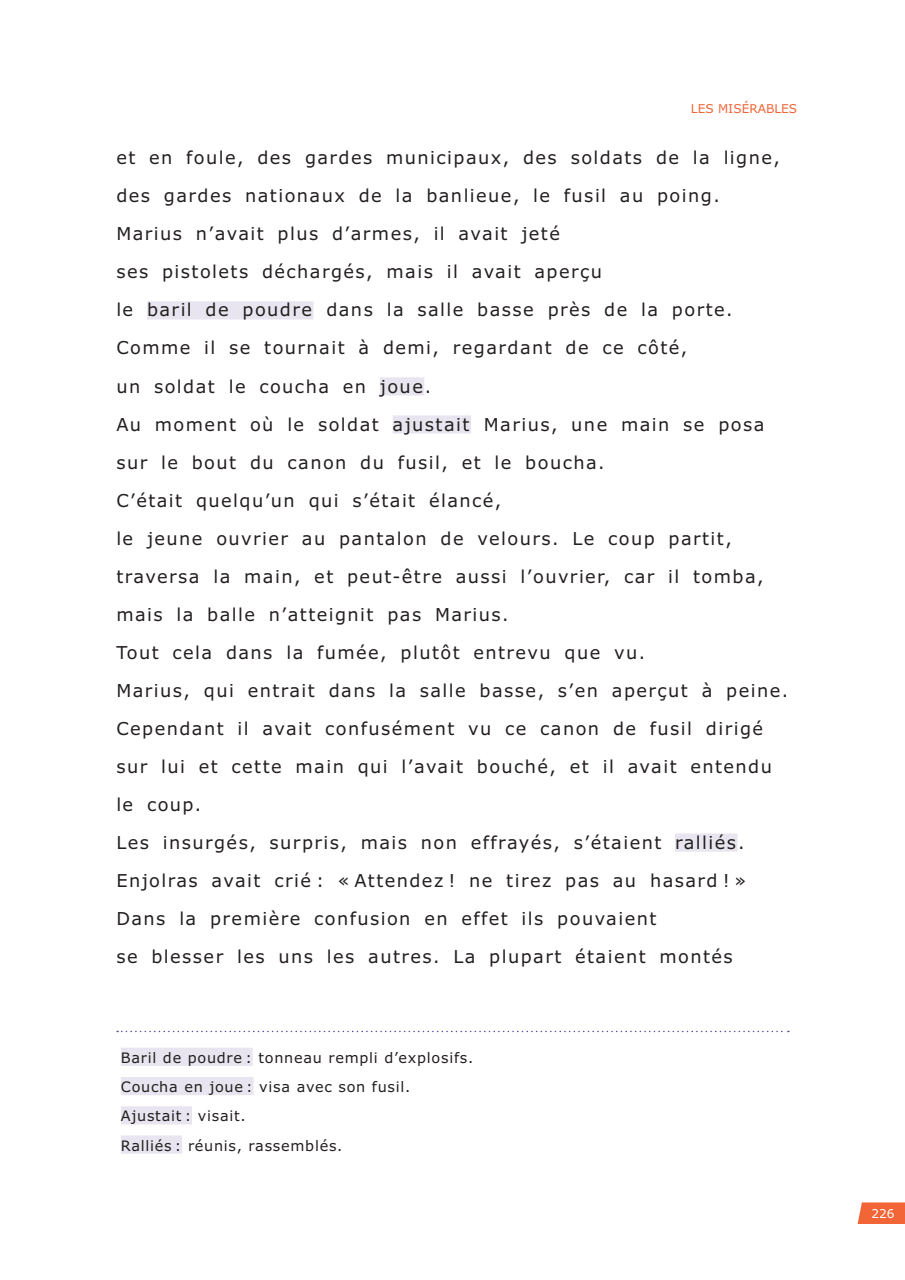 LES MISÉRABLES
et en foule, des gardes municipaux, des soldats de la ligne,
des gardes nationaux de la banlieue, le fusil au poing.
Marius n’avait plus d’armes, il avait jeté
ses pistolets déchargés, mais il avait aperçu
le baril de poudre dans la salle basse près de la porte.
Comme il se tournait à demi, regardant de ce côté,
un soldat le coucha en joue.
Au moment où le soldat ajustait Marius, une main se posa
sur le bout du canon du fusil, et le boucha.
C’était quelqu’un qui s’était élancé,
le jeune ouvrier au pantalon de velours. Le coup partit,
traversa la main, et peut-être aussi l’ouvrier, car il tomba,
mais la balle n’atteignit pas Marius.
Tout cela dans la fumée, plutôt entrevu que vu.
Marius, qui entrait dans la salle basse, s’en aperçut à peine.
Cependant il avait confusément vu ce canon de fusil dirigé
sur lui et cette main qui l’avait bouché, et il avait entendu
le coup.
Les insurgés, surpris, mais non effrayés, s’étaient ralliés.
Enjolras avait crié : « Attendez ! ne tirez pas au hasard ! »
Dans la première confusion en effet ils pouvaient
se blesser les uns les autres. La plupart étaient montés
Baril de poudre : tonneau rempli d’explosifs.
Coucha en joue : visa avec son fusil.
Ajustait : visait.
Ralliés : réunis, rassemblés.
226